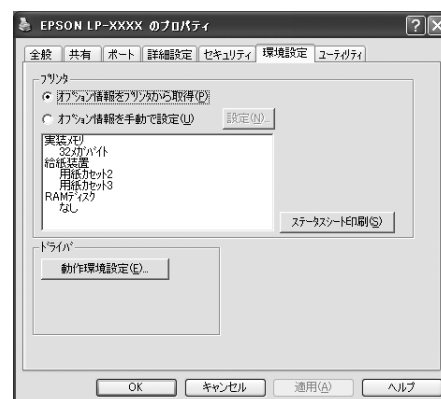 EPSON LP-XXXX のプロパティ
全般 共有 ポート 詳細設定 セキュリティ 環境設定 ユーティリティ
プリンタ
オプション情報をプリンタから取得(P)
オプション情報を手動で設定(U) 設定(N)...
実装メモリ
32メガバイト
給紙装置
用紙カセット2
用紙カセット3
RAMディスク
なし
ステータスシート印刷(S)
ドライバ
動作環境設定(E)...
OK キャンセル 適用(A) ヘルプ